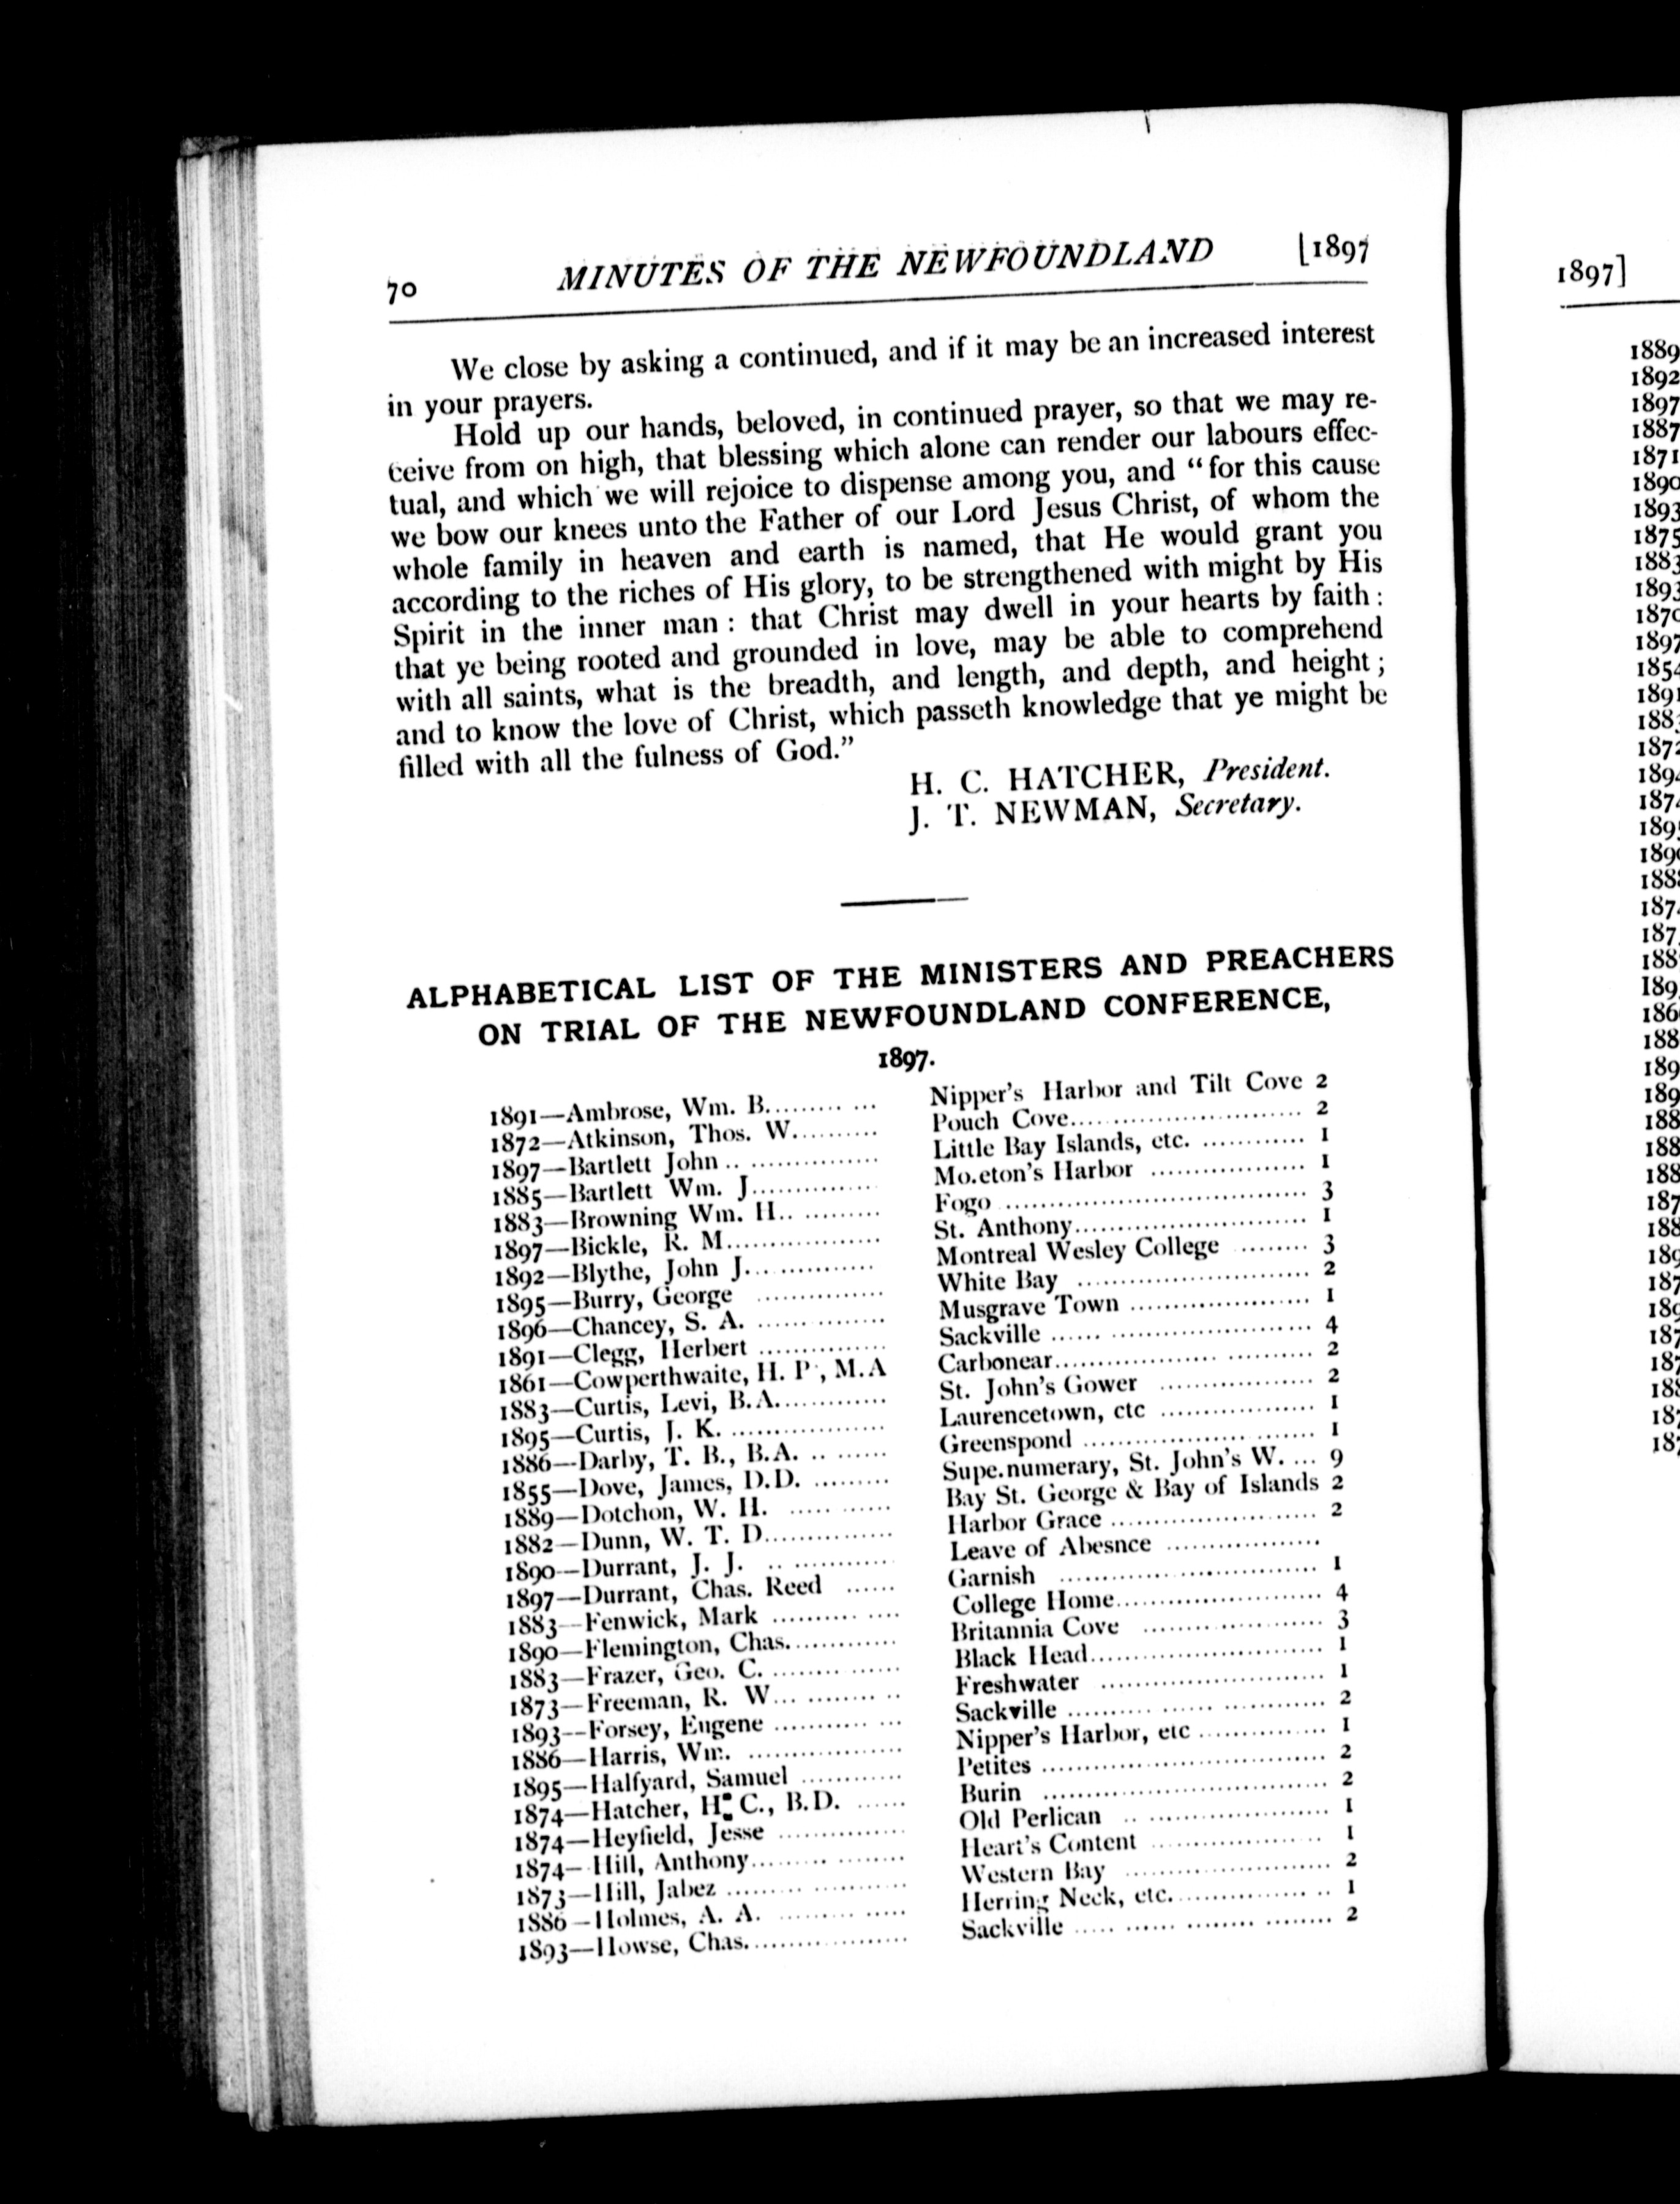 70 MINUTES OF THE NEWFOUNDLAND [1897
We close by asking a continued, and if it may be an increased interest
in your prayers.
Hold up our hands, beloved, in continued prayer, so that we may re-
ceive from on high, that blessing which alone can render our labours effec-
tual, and which we will rejoice to dispense among you, and “for this cause
we bow our knees unto the Father of our Lord Jesus Christ, of whom the
whole family in heaven and earth is named, that He would grant you
according to the riches of His glory, to be strengthened with might by His
Spirit in the inner man : that Christ may dwell in your hearts by faith :
that ye being rooted and grounded in love, may be able to comprehend
with all saints, what is the breadth, and length, and depth, and height ;
and to know the love of Christ, which passeth knowledge that ye might be
filled with all the fulness of God.”
H. C. HATCHER, President.
J. T. NEWMAN, Secretary.
ALPHABETICAL LIST OF THE MINISTERS AND PREACHERS
ON TRIAL OF THE NEWFOUNDLAND CONFERENCE,
1897.
1891—Ambrose, Wm. B. ............ Nipper's Harbor and Tilt Cove 2
1872—Atkinson, Thos. W. .......... Pouch Cove ............ 2
1897—Bartlett John ............ Little Bay Islands, etc. ............ 1
1885—Bartlett Wm. J. ............ Mo.eton's Harbor ............ 1
1883—Browning Wm. H. ............ Fogo ............ 3
1897—Bickle, R. M. ............ St. Anthony ............ 1
1892—Blythe, John J. ............ Montreal Wesley College ........ 3
1895—Burry, George ............ White Bay ............ 2
1896—Chancey, S. A. ............ Musgrave Town ............ 1
1891—Clegg, Herbert ............ Sackville ............ 4
1861—Cowperthwaite, H. P , M.A Carbonear ............ 2
1883—Curtis, Levi, B.A. ............ St. John's Gower ............ 2
1895—Curtis, J. K. ............ Laurencetown, etc ............ 1
1886—Darby, T. B., B.A. ............ Greenspond ............ 1
1855—Dove, James, D.D. ......... Supe.numerary, St. John's W. ... 9
1889—Dotchon, W. H. ............ Bay St. George & Bay of Islands 2
1882—Dunn, W. T. D. ............ Harbor Grace ............ 2
1890—Durrant, J. J. ............ Leave of Abesnce ............
1897—Durrant, Chas. Reed ...... Garnish ............ 1
1883—Fenwick, Mark ............ College Home ............ 4
1890—Flemington, Chas. ............ Britannia Cove ............ 3
1883—Frazer, Geo. C. ............ Black Head ............ 1
1873—Freeman, R. W. ............ Freshwater ............ 1
1893—Forsey, Eugene ............ Sackville ............ 2
1886—Harris, Wm. ............ Nipper's Harbor, etc ............ 1
1895—Halfyard, Samuel ............ Petites ............ 2
1874—Hatcher, H. C., B.D. ...... Burin ............ 2
1874—Heyfield, Jesse ............ Old Perlican ............ 1
1874—Hill, Anthony ............ Heart's Content ............ 1
1873—Hill, Jabez ............ Western Bay ............ 2
1886—Holmes, A. A. ............ Herring Neck, etc. ............ 1
1893—Howse, Chas. ............ Sackville ............ 2
1897]
1889
1892
1897
1887
1871
1890
1893
1875
1883
1893